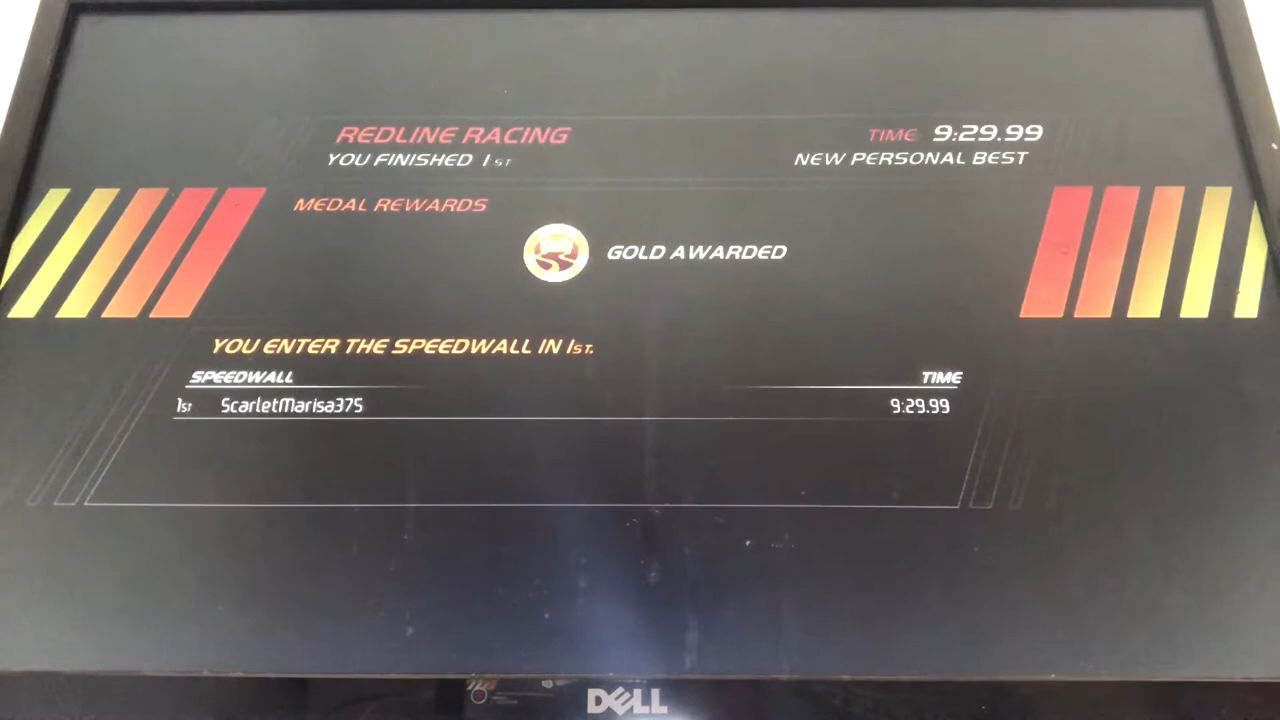 REDLINE RACING
TIME 9:29.99
YOU FINISHED 1ST
NEW PERSONAL BEST
MEDAL REWARDS
GOLD AWARDED
YOU ENTER THE SPEEDWALL IN 1ST.
SPEEDWALL TIME
1ST ScarletMarisa375 9:29.99
DELL